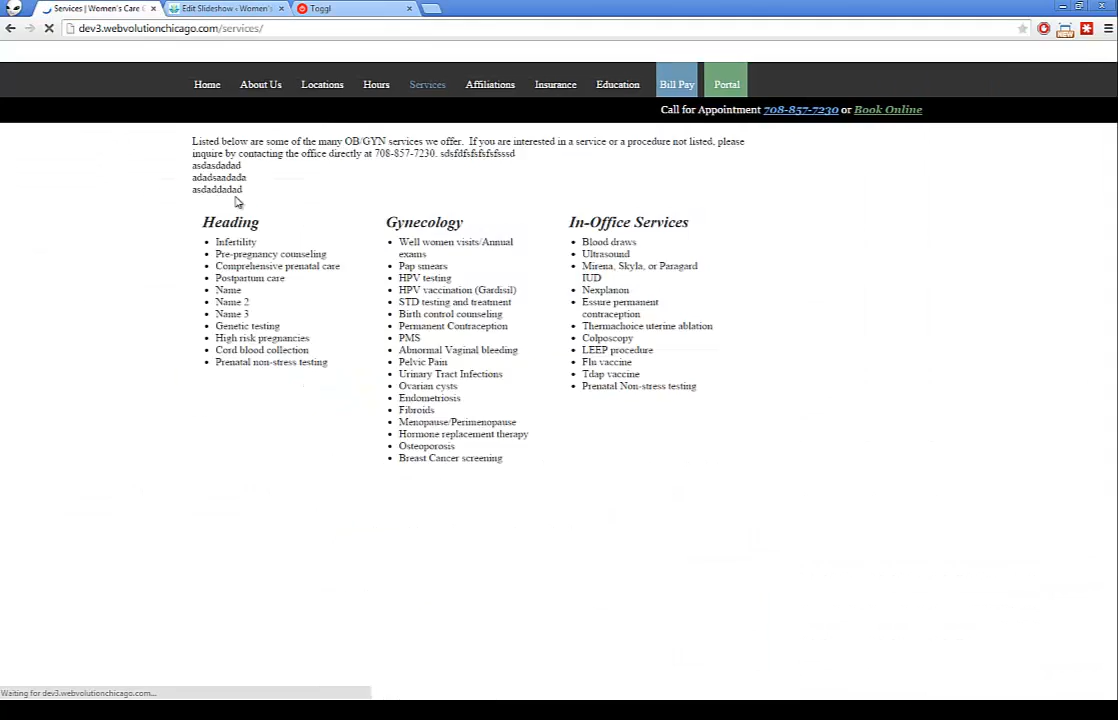 Services | Women's Care
Edit Slideshow ‹ Women's
Toggl
dev3.webvolutionchicago.com/services/
NEW
Home About Us Locations Hours Services Affiliations Insurance Education Bill Pay Portal
Call for Appointment 708-857-7230 or Book Online
Listed below are some of the many OB/GYN services we offer. If you are interested in a service or a procedure not listed, please
inquire by contacting the office directly at 708-857-7230. sdsfdfsfsfsfsssd
asdasdadad
adadsaadada
asdaddadad
Heading
Infertility
Pre-pregnancy counseling
Comprehensive prenatal care
Postpartum care
Name
Name 2
Name 3
Genetic testing
High risk pregnancies
Cord blood collection
Prenatal non-stress testing
Gynecology
Well women visits/Annual
exams
Pap smears
HPV testing
HPV vaccination (Gardisil)
STD testing and treatment
Birth control counseling
Permanent Contraception
PMS
Abnormal Vaginal bleeding
Pelvic Pain
Urinary Tract Infections
Ovarian cysts
Endometriosis
Fibroids
Menopause/Perimenopause
Hormone replacement therapy
Osteoporosis
Breast Cancer screening
In-Office Services
Blood draws
Ultrasound
Mirena, Skyla, or Paragard
IUD
Nexplanon
Essure permanent
contraception
Thermachoice uterine ablation
Colposcopy
LEEP procedure
Flu vaccine
Tdap vaccine
Prenatal Non-stress testing
Waiting for dev3.webvolutionchicago.com...